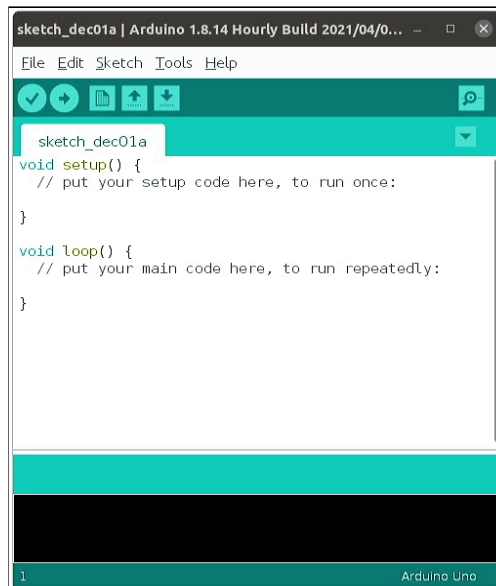 sketch_dec01a | Arduino 1.8.14 Hourly Build 2021/04/0...
File Edit Sketch Tools Help
sketch_dec01a
void setup() {
  // put your setup code here, to run once:
}
void loop() {
  // put your main code here, to run repeatedly:
}
1 Arduino Uno